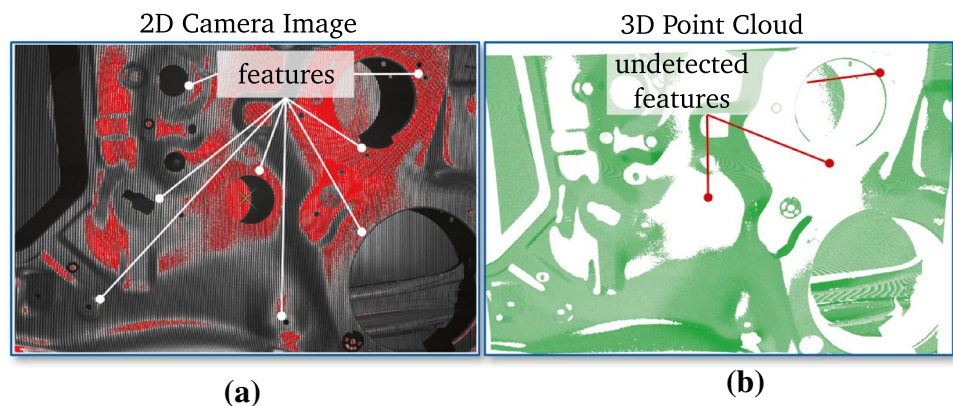 2D Camera Image
3D Point Cloud
features
undetected
features
(a)
(b)